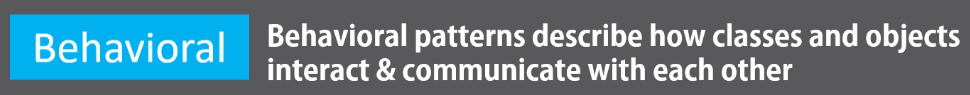 Behavioral
Behavioral patterns describe how classes and objects
interact & communicate with each other